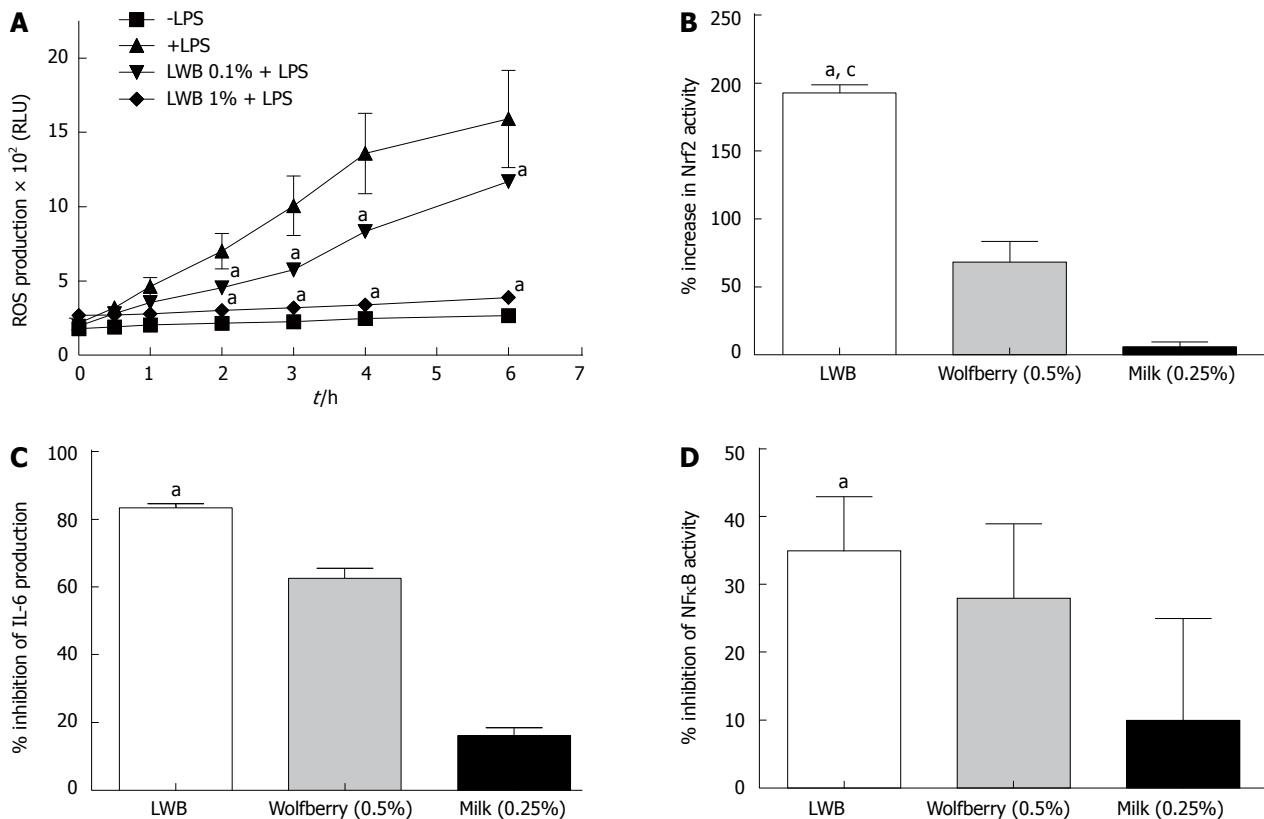 A
-LPS
+LPS
LWB 0.1% + LPS
LWB 1% + LPS
ROS production × 10² (RLU)
20
15
10
5
0
a
a
a
a
a
a
a
a
0 1 2 3 4 5 6 7
t/h
B
% increase in Nrf2 activity
250
200
150
100
50
0
a, c
LWB Wolfberry (0.5%) Milk (0.25%)
C
% inhibition of IL-6 production
100
80
60
40
20
0
a
LWB Wolfberry (0.5%) Milk (0.25%)
D
% inhibition of NFκB activity
50
40
30
20
10
0
a
LWB Wolfberry (0.5%) Milk (0.25%)